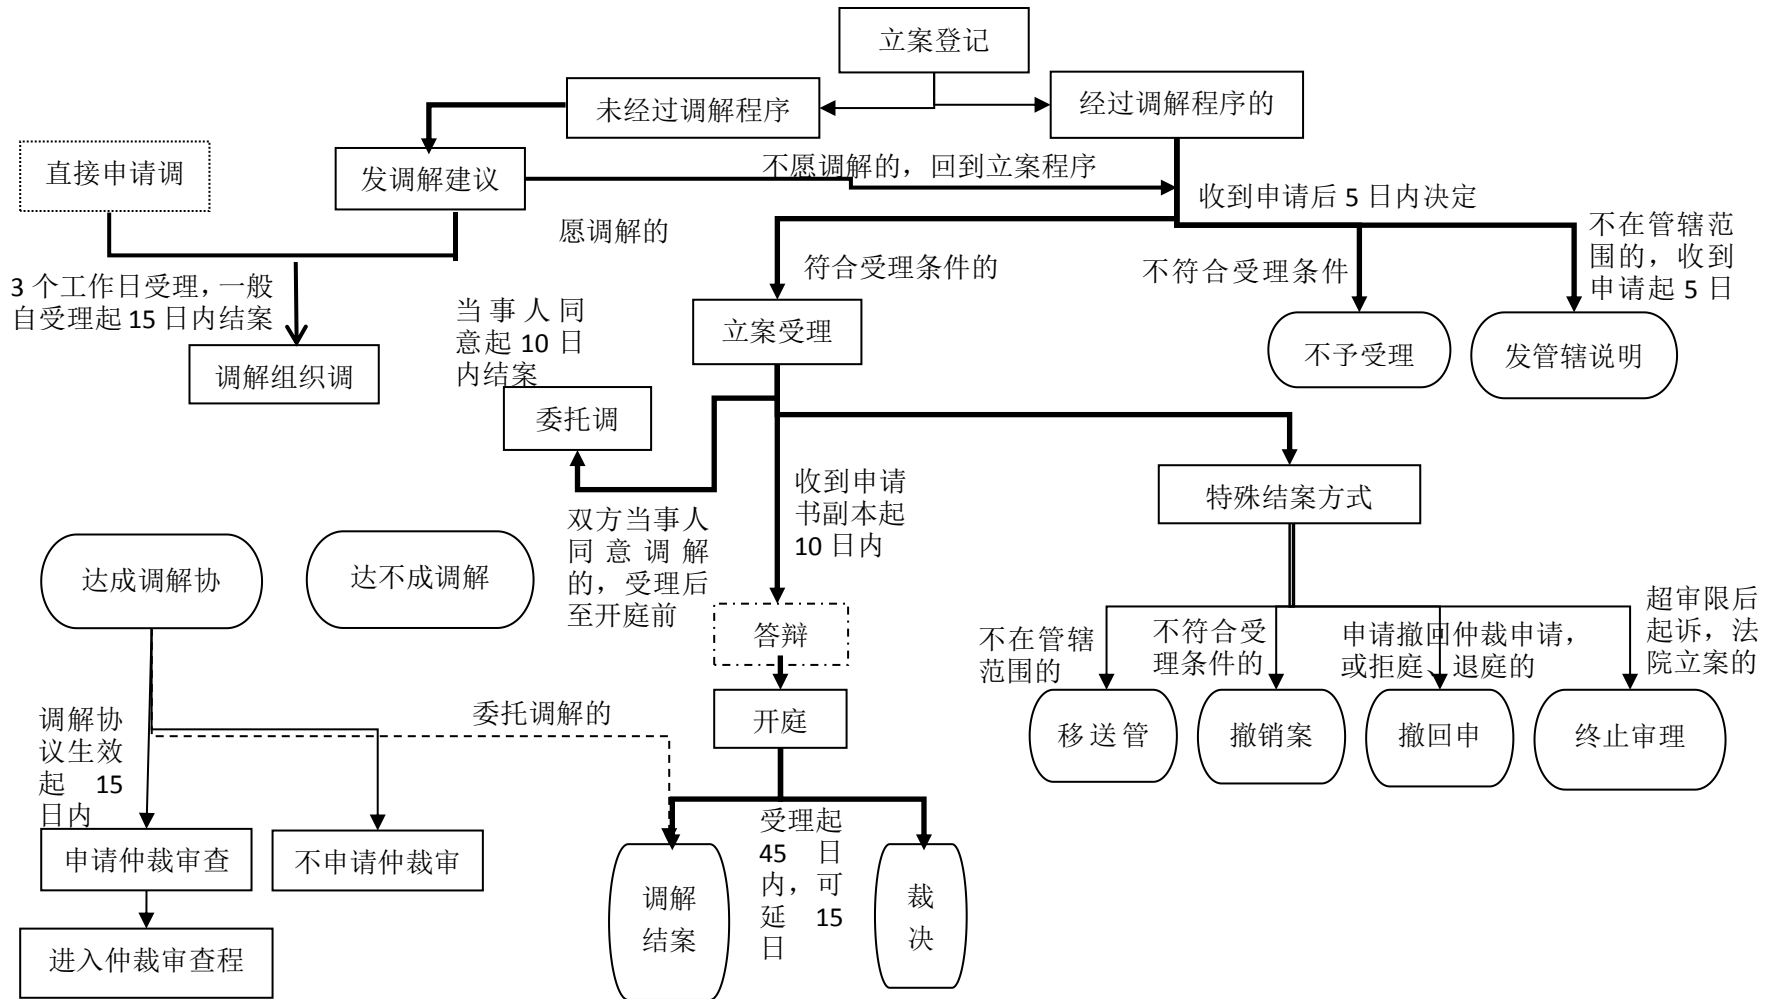 立案登记
未经过调解程序
经过调解程序的
直接申请调
发调解建议
不愿调解的，回到立案程序
收到申请后 5 日内决定
愿调解的
不在管辖范
围的，收到
申请起 5 日
符合受理条件的
不符合受理条件
3 个工作日受理，一般
自受理起 15 日内结案
当事人同
意起 10 日
内结案
立案受理
不予受理
发管辖说明
调解组织调
委托调
收到申请
书副本起
10 日内
特殊结案方式
双方当事人
同意调解
的，受理后
至开庭前
达成调解协
达不成调解
答辩
不在管辖
范围的
不符合受
理条件的
申请撤回仲裁申请，
或拒庭、退庭的
超审限后
起诉，法
院立案的
调解协
议生效
起 15
日内
委托调解的
开庭
移送管
撤销案
撤回申
终止审理
受理起
45 日
内，可
延 15
日
申请仲裁审查
不申请仲裁审
调解
结案
裁
决
进入仲裁审查程